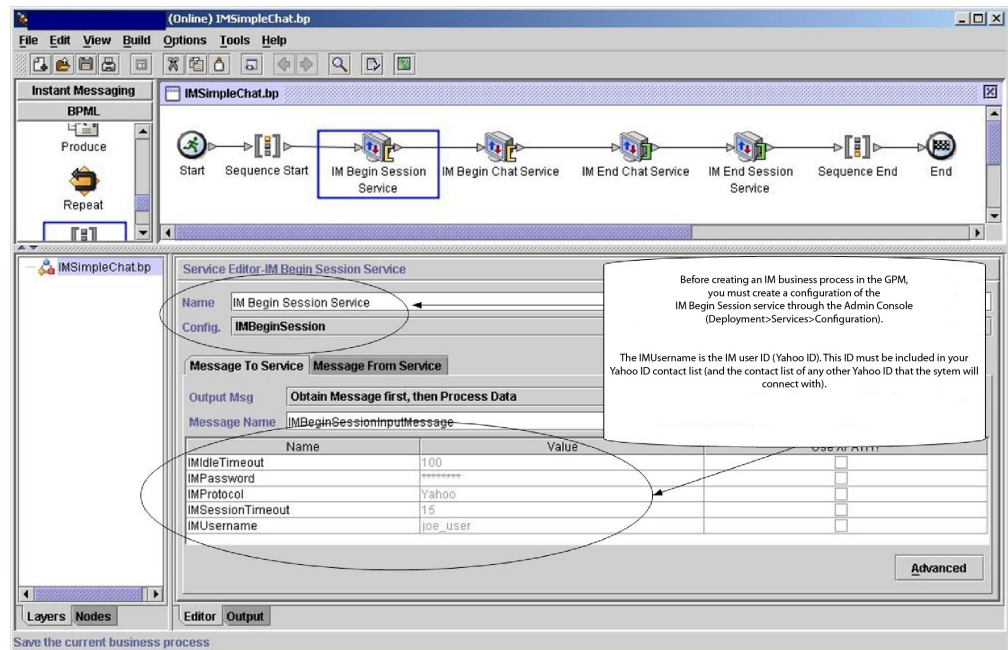 (Online) IMSimpleChat.bp
File Edit View Build Options Tools Help
Instant Messaging
BPML
Produce
Repeat
IMSimpleChat.bp
Start
Sequence Start
IM Begin Session
Service
IM Begin Chat Service
IM End Chat Service
IM End Session
Service
Sequence End
End
IMSimpleChat.bp
Service Editor-IM Begin Session Service
Name IM Begin Session Service
Config. IMBeginSession
Before creating an IM business process in the GPM,
you must create a configuration of the
IM Begin Session service through the Admin Console
(Deployment>Services>Configuration).
The IMUsername is the IM user ID (Yahoo ID). This ID must be included in your
Yahoo ID contact list (and the contact list of any other Yahoo ID that the sytem will
connect with).
Message To Service Message From Service
Output Msg Obtain Message first, then Process Data
Message Name IMBeginSessionInputMessage
Name Value Use XPATH?
IMIdleTimeout 100
IMPassword ********
IMProtocol Yahoo
IMSessionTimeout 15
IMUsername joe_user
Advanced
Layers Nodes
Editor Output
Save the current business process